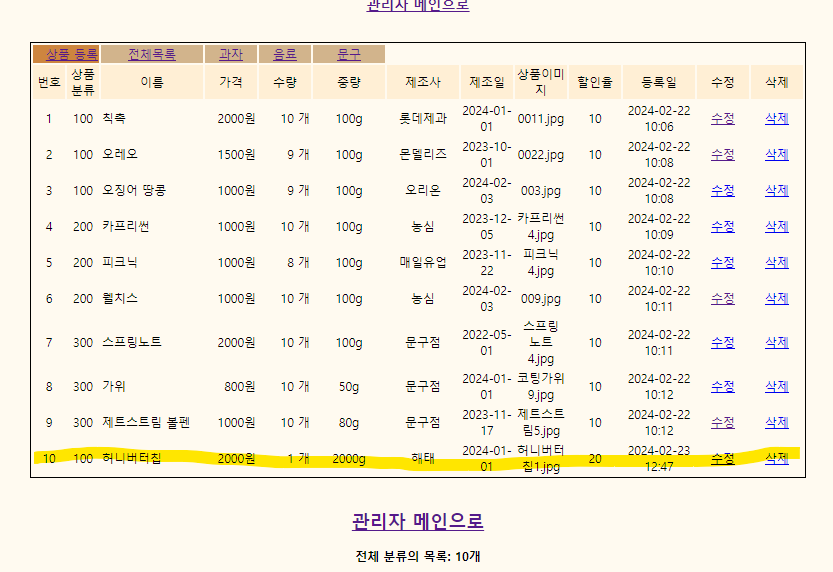 관리자 메인으로
상품 등록 전체목록 과자 음료 문구
번호 상품분류 이름 가격 수량 중량 제조사 제조일 상품이미지 할인율 등록일 수정 삭제
1 100 칙촉 2000원 10 개 100g 롯데제과 2024-01-01 0011.jpg 10 2024-02-22 10:06 수정 삭제
2 100 오레오 1500원 9 개 100g 몬델리즈 2023-10-01 0022.jpg 10 2024-02-22 10:08 수정 삭제
3 100 오징어 땅콩 1000원 9 개 100g 오리온 2024-02-03 003.jpg 10 2024-02-22 10:08 수정 삭제
4 200 카프리썬 1000원 10 개 100g 농심 2023-12-05 카프리썬4.jpg 10 2024-02-22 10:09 수정 삭제
5 200 피크닉 1000원 8 개 100g 매일유업 2023-11-22 피크닉4.jpg 10 2024-02-22 10:10 수정 삭제
6 200 웰치스 1000원 10 개 100g 농심 2024-02-03 009.jpg 10 2024-02-22 10:11 수정 삭제
7 300 스프링노트 2000원 10 개 100g 문구점 2022-05-01 스프링노트4.jpg 10 2024-02-22 10:11 수정 삭제
8 300 가위 800원 10 개 50g 문구점 2024-01-01 코팅가위9.jpg 10 2024-02-22 10:12 수정 삭제
9 300 제트스트림 볼펜 1000원 10 개 80g 문구점 2023-11-17 제트스트림5.jpg 10 2024-02-22 10:12 수정 삭제
10 100 허니버터칩 2000원 1 개 2000g 해태 2024-01-01 허니버터칩1.jpg 20 2024-02-23 12:47 수정 삭제
관리자 메인으로
전체 분류의 목록: 10개